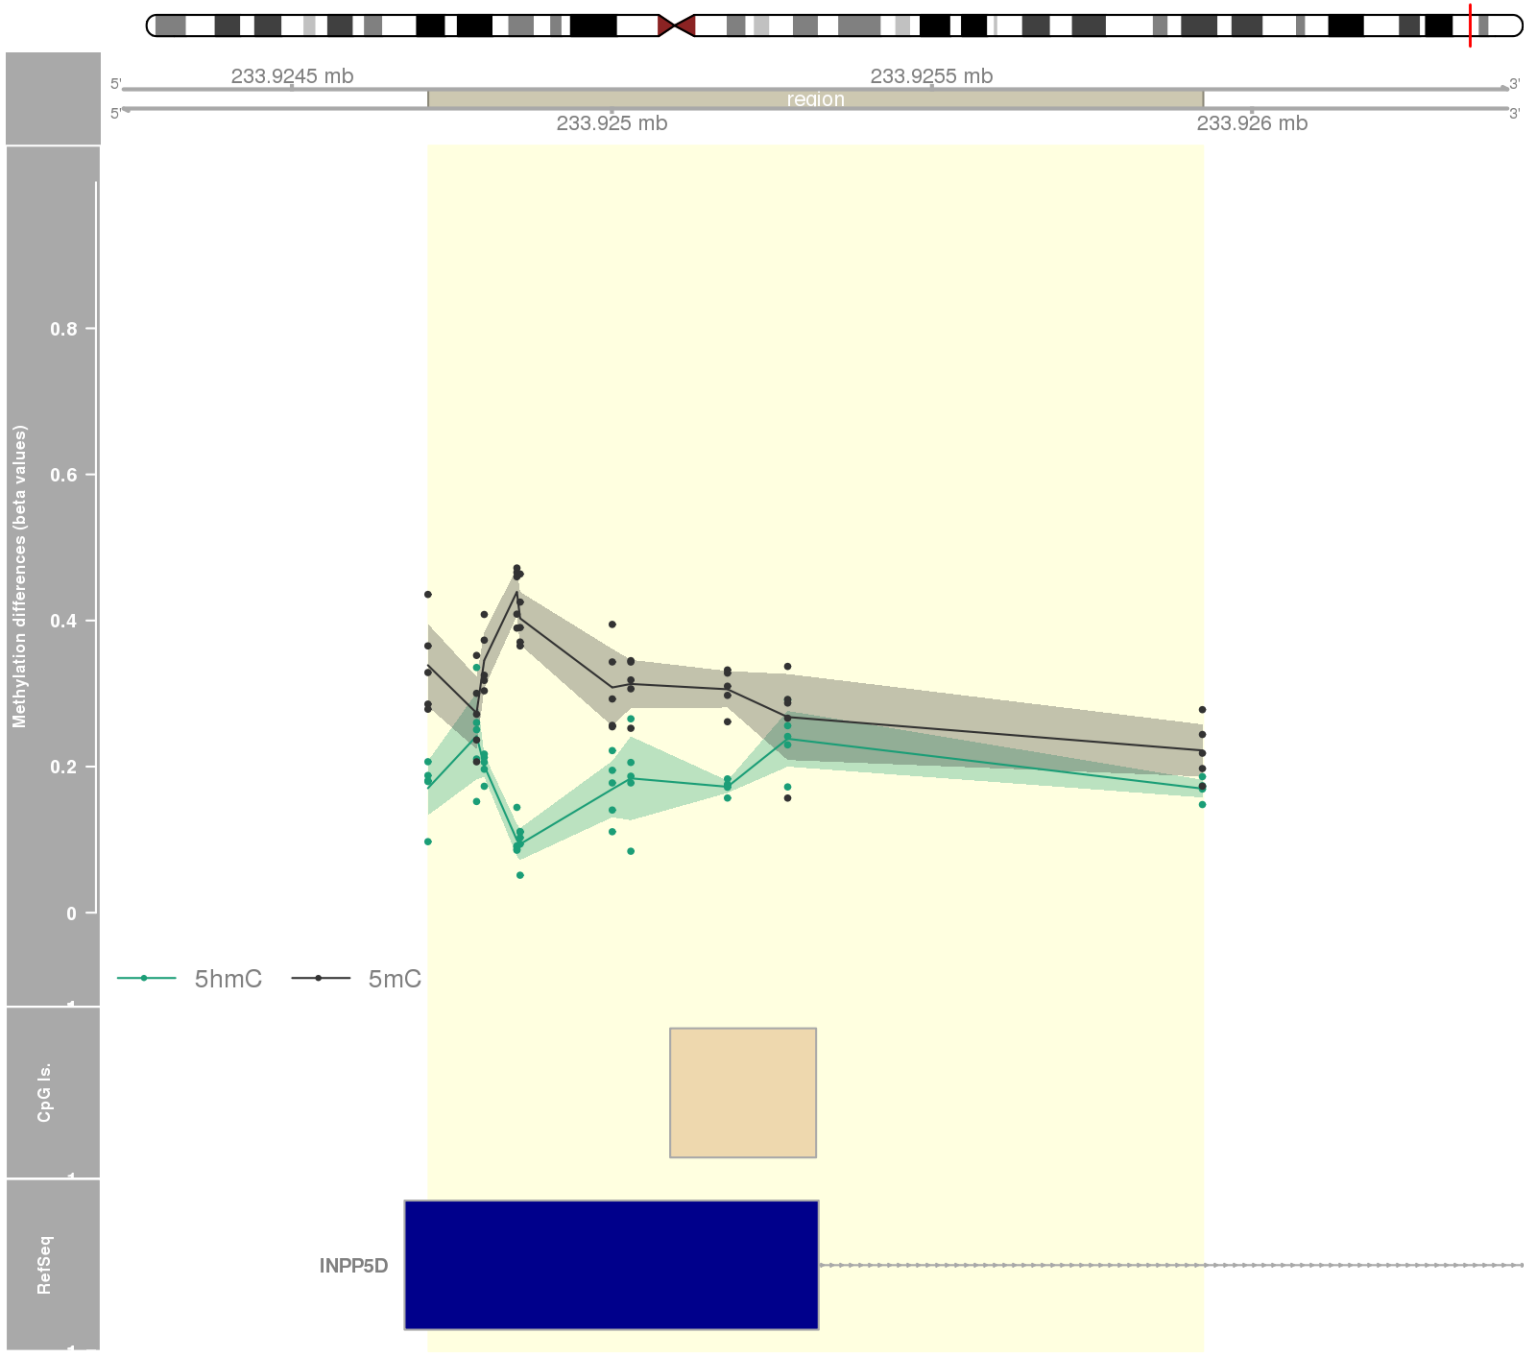 233.9245 mb
233.9255 mb
5'
3'
region
5'
3'
233.925 mb
233.926 mb
Methylation differences (beta values)
0.8
0.6
0.4
0.2
0
5hmC
5mC
CpG Is.
RefSeq
INPP5D